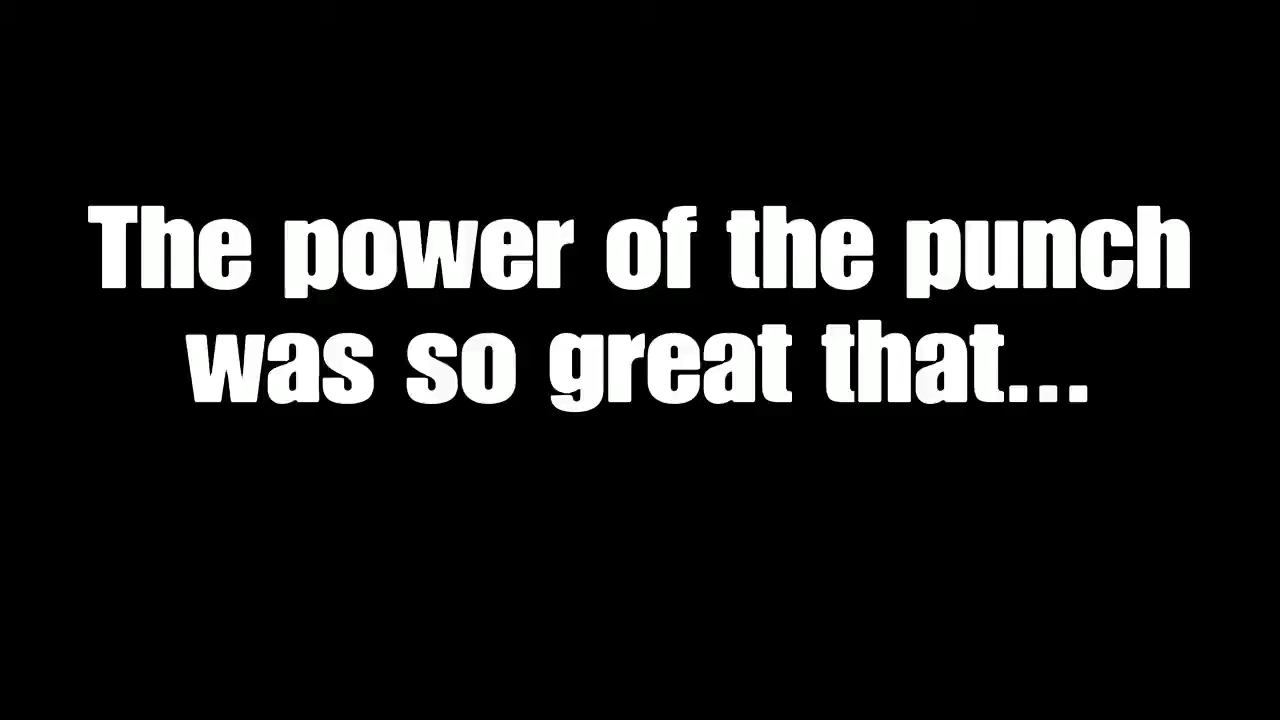 The power of the punch
was so great that...